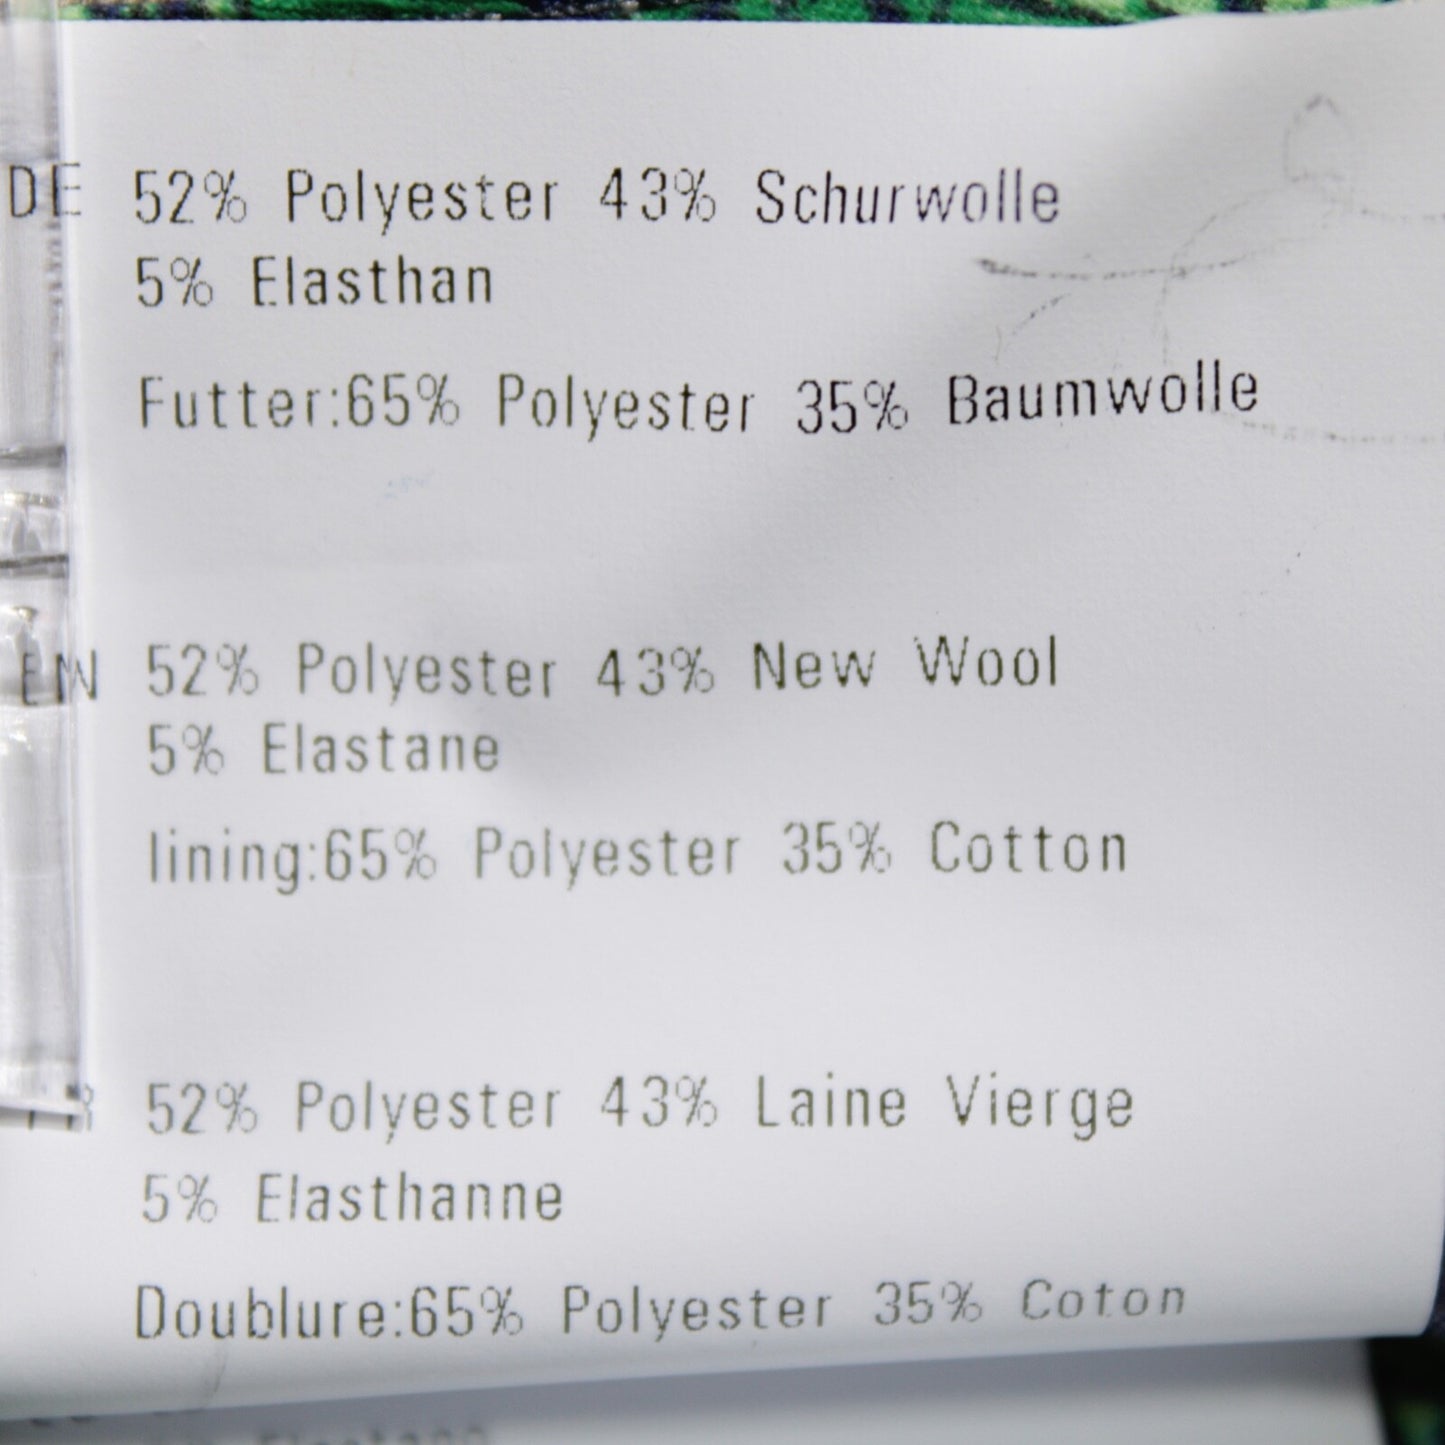 DE 52% Polyester 43% Schurwolle
5% Elasthan
Futter:65% Polyester 35% Baumwolle
EN 52% Polyester 43% New Wool
5% Elastane
lining:65% Polyester 35% Cotton
52% Polyester 43% Laine Vierge
5% Elasthanne
Doublure:65% Polyester 35% Coton